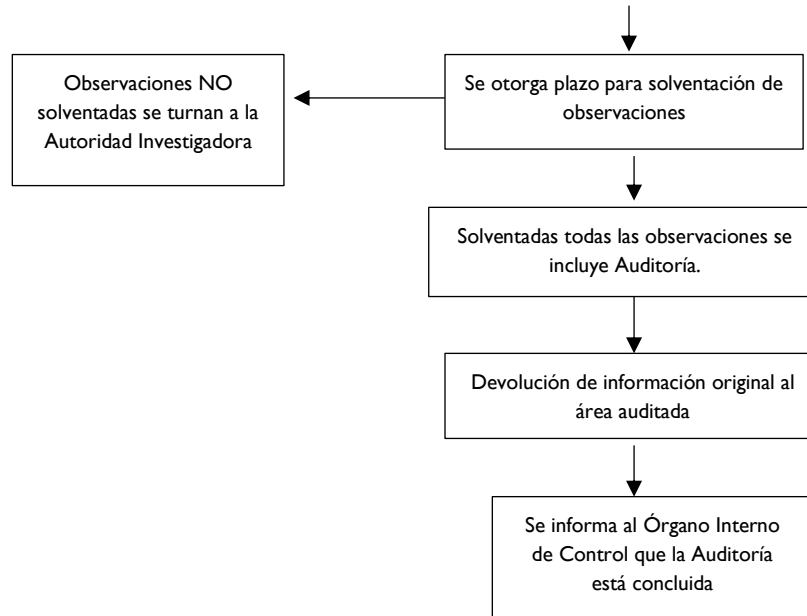 Observaciones NO
solventadas se turnan a la
Autoridad Investigadora
Se otorga plazo para solventación de
observaciones
Solventadas todas las observaciones se
incluye Auditoría.
Devolución de información original al
área auditada
Se informa al Órgano Interno
de Control que la Auditoría
está concluida